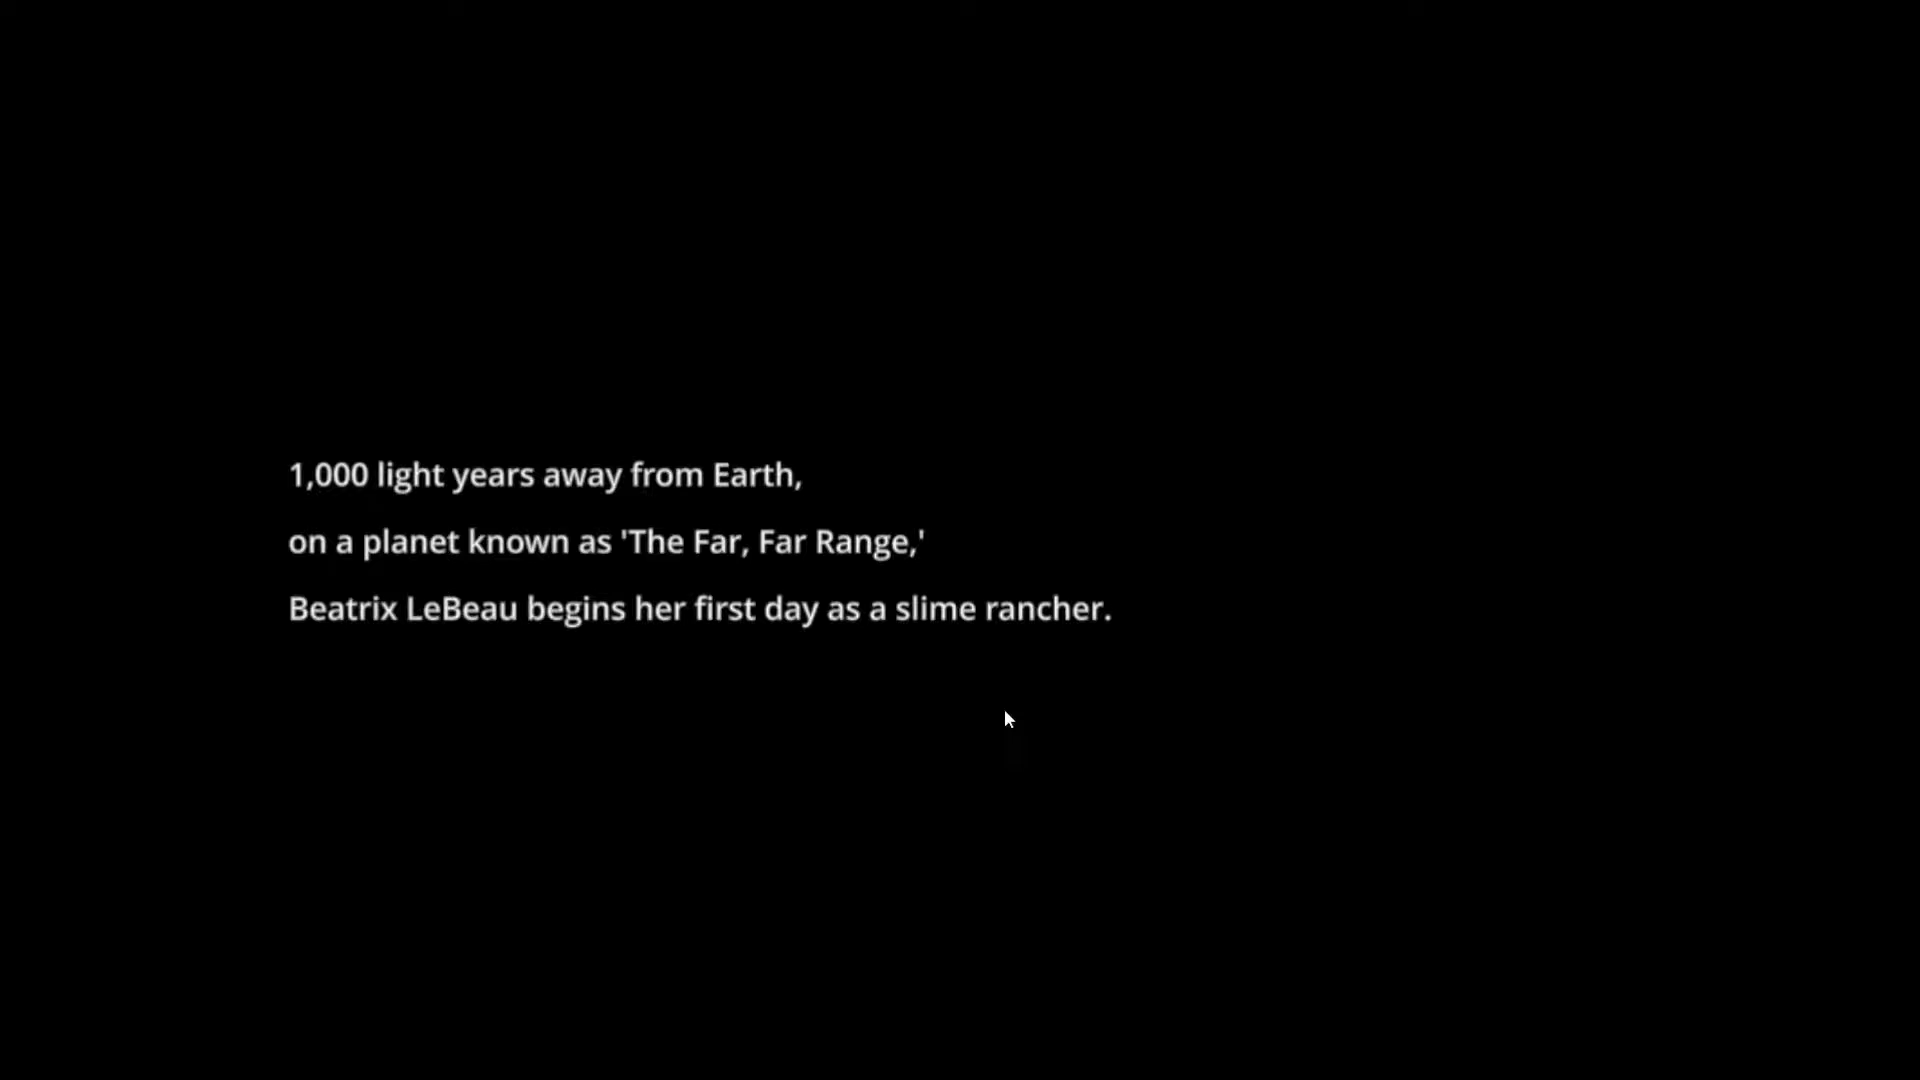 1,000 light years away from Earth,
on a planet known as 'The Far, Far Range,'
Beatrix LeBeau begins her first day as a slime rancher.